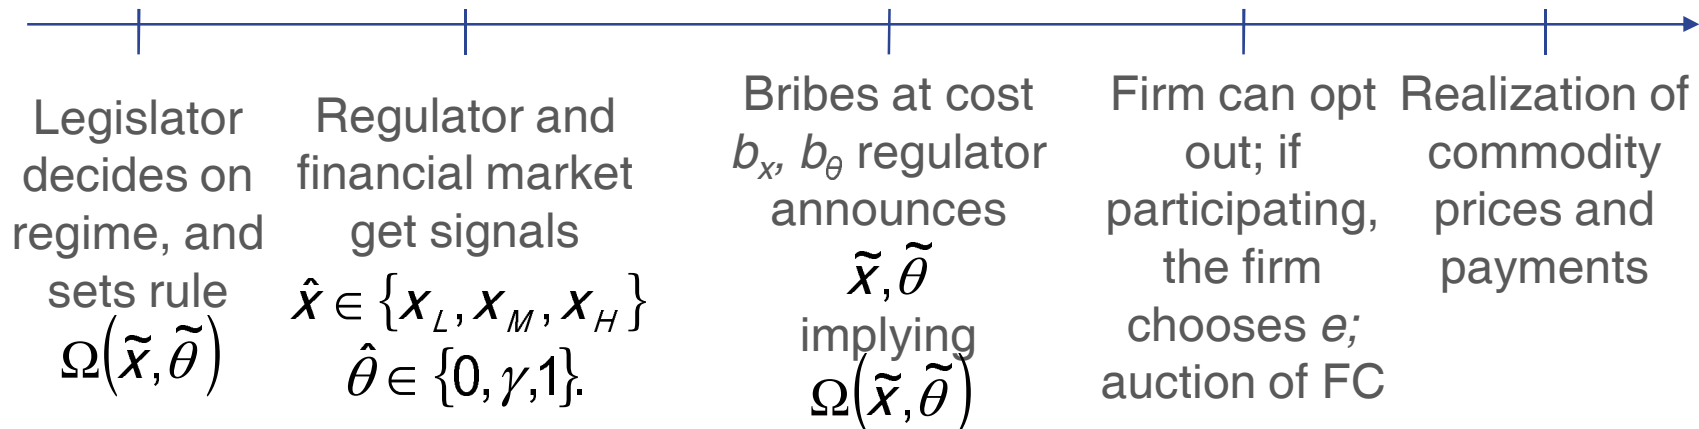 Legislator
decides on
regime, and
sets rule
Ω(x̃,θ̃)
Regulator and
financial market
get signals
x̂ ∈ {x_L, x_M, x_H}
θ̂ ∈ {0, γ,1}.
Bribes at cost
b_x, b_θ regulator
announces
x̃,θ̃
implying
Ω(x̃,θ̃)
Firm can opt
out; if
participating,
the firm
chooses e;
auction of FC
Realization of
commodity
prices and
payments